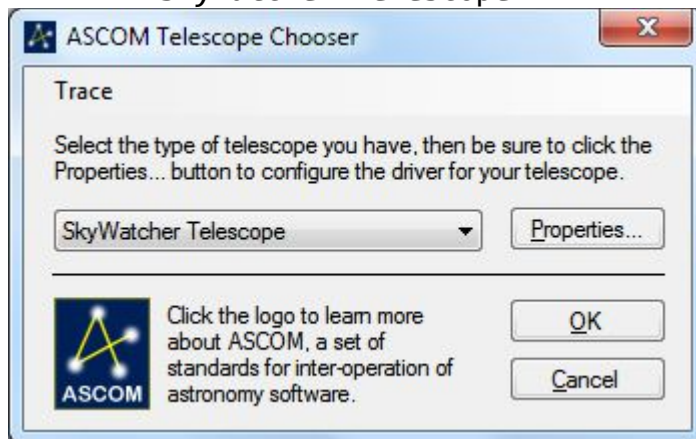 ASCOM Telescope Chooser
Trace
Select the type of telescope you have, then be sure to click the
Properties... button to configure the driver for your telescope.
SkyWatcher Telescope
Properties...
Click the logo to learn more
about ASCOM, a set of
standards for inter-operation of
astronomy software.
ASCOM
OK
Cancel